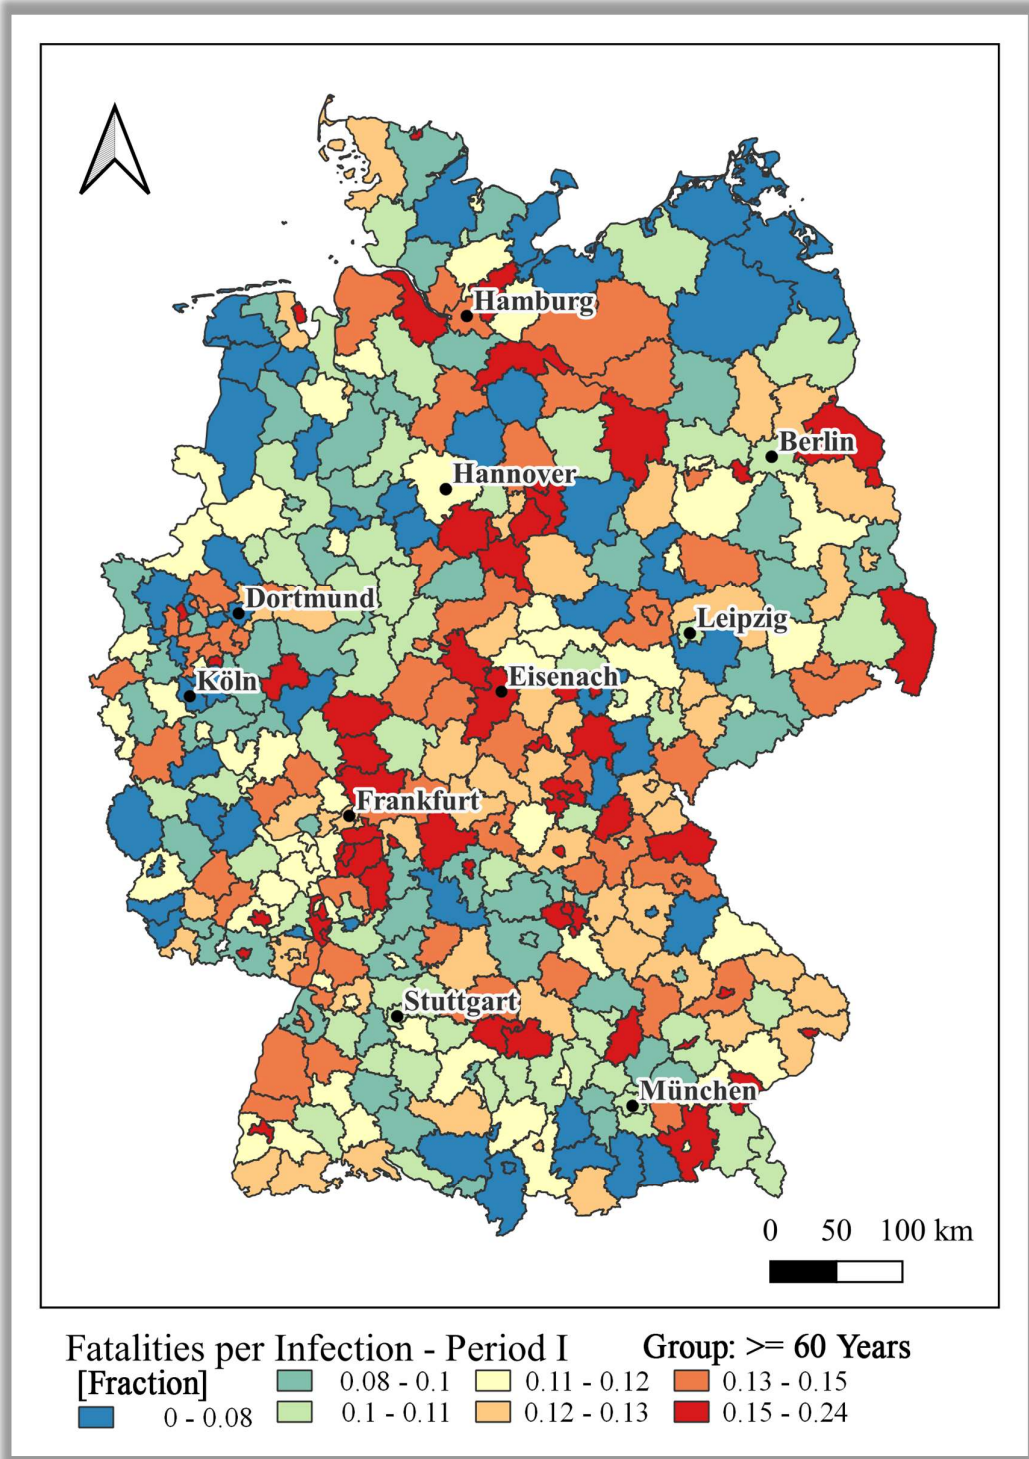 Hamburg
Berlin
Hannover
Dortmund
Leipzig
Köln
Eisenach
Frankfurt
Stuttgart
München
0 50 100 km
Fatalities per Infection - Period I Group: >= 60 Years
[Fraction] 0.08 - 0.1 0.11 - 0.12 0.13 - 0.15
0 - 0.08 0.1 - 0.11 0.12 - 0.13 0.15 - 0.24